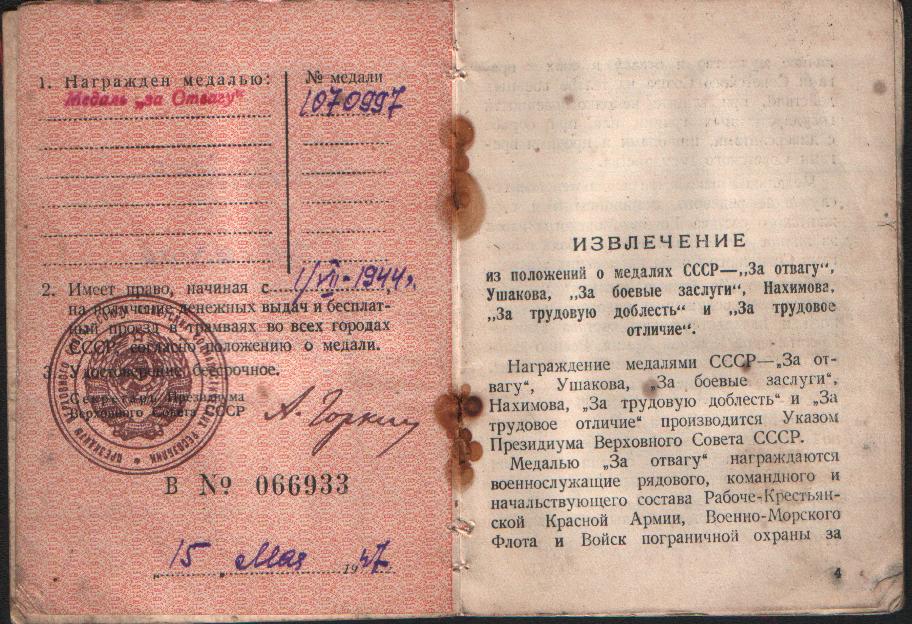 1. Награжден медалью:
Медаль „за Отвагу“
№ медали
1070997
2. Имеет право, начиная с 1/VII-1944г.
на получение денежных выдач и бесплат-
ный проезд в трамваях во всех городах
СССР согласно положению о медали.
3. Удостоверение бессрочное.
Секретарь Президиума
Верховного Совета СССР
А. Горкин
В № 066933
15 Мая 1947
ИЗВЛЕЧЕНИЕ
из положений о медалях СССР—„За отвагу“,
Ушакова, „За боевые заслуги“, Нахимова,
„За трудовую доблесть“ и „За трудовое
отличие“.
Награждение медалями СССР—„За от-
вагу“, Ушакова, „За боевые заслуги“,
Нахимова, „За трудовую доблесть“ и „За
трудовое отличие“ производится Указом
Президиума Верховного Совета СССР.
Медалью „За отвагу“ награждаются
военнослужащие рядового, командного и
начальствующего состава Рабоче-Крестьян-
ской Красной Армии, Военно-Морского
Флота и Войск пограничной охраны за
4